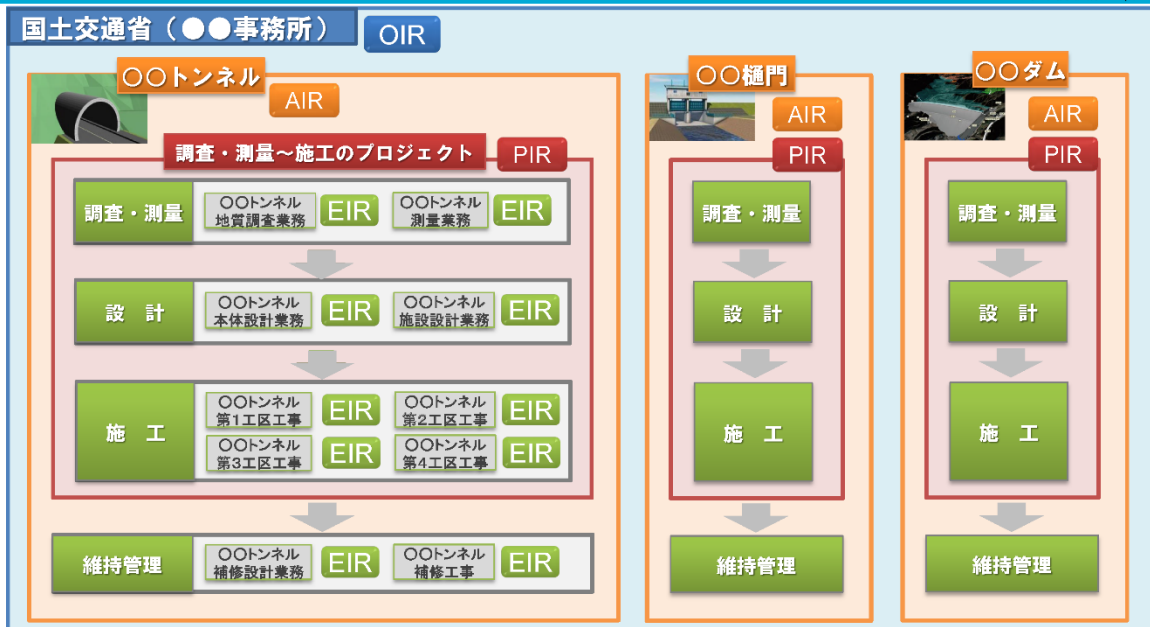 国土交通省（●●事務所）
OIR
○○トンネル
AIR
調査・測量～施工のプロジェクト
PIR
調査・測量
○○トンネル
地質調査業務
EIR
○○トンネル
測量業務
EIR
設　計
○○トンネル
本体設計業務
EIR
○○トンネル
施設設計業務
EIR
施　工
○○トンネル
第1工区工事
EIR
○○トンネル
第2工区工事
EIR
○○トンネル
第3工区工事
EIR
○○トンネル
第4工区工事
EIR
維持管理
○○トンネル
補修設計業務
EIR
○○トンネル
補修工事
EIR
○○樋門
AIR
PIR
調査・測量
設　計
施　工
維持管理
○○ダム
AIR
PIR
調査・測量
設　計
施　工
維持管理